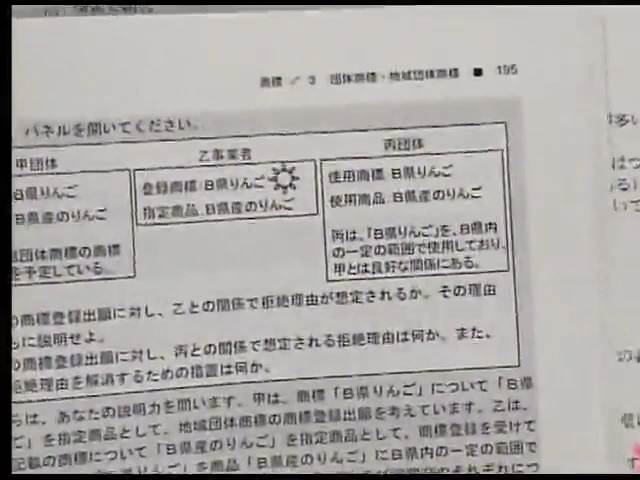 商標 / 3 団体商標・地域団体商標 ■ 195
パネルを開いてください。
甲団体
乙事業者
丙団体
B県りんご
B県産のりんご
団体商標の商標
を予定している。
登録商標:B県りんご
指定商品:B県産のりんご
使用商標:B県りんご
使用商品:B県産のりんご
丙は、「B県りんご」を、B県内
の一定の範囲で使用しており、
甲とは良好な関係にある。
の商標登録出願に対し、乙との関係で拒絶理由が想定されるか。その理由
に説明せよ。
の商標登録出願に対し、丙との関係で想定される拒絶理由は何か。また、
拒絶理由を解消するための措置は何か。
らは、あなたの説明力を問います。甲は、商標「B県りんご」について「B県
ご」を指定商品として、地域団体商標の商標登録出願を考えています。乙は、
記載の商標について「B県産のりんご」を指定商品として、商標登録を受けて
県りんご」を商品「B県産のりんご」にB県内の一定の範囲で